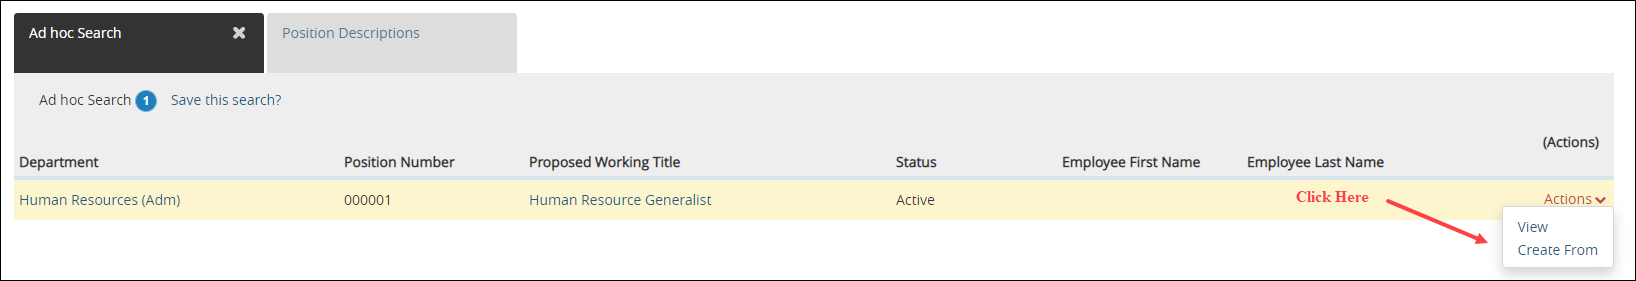 Ad hoc Search
Position Descriptions
Ad hoc Search 1 Save this search?
(Actions)
Department Position Number Proposed Working Title Status Employee First Name Employee Last Name
Human Resources (Adm) 000001 Human Resource Generalist Active Click Here Actions
View
Create From